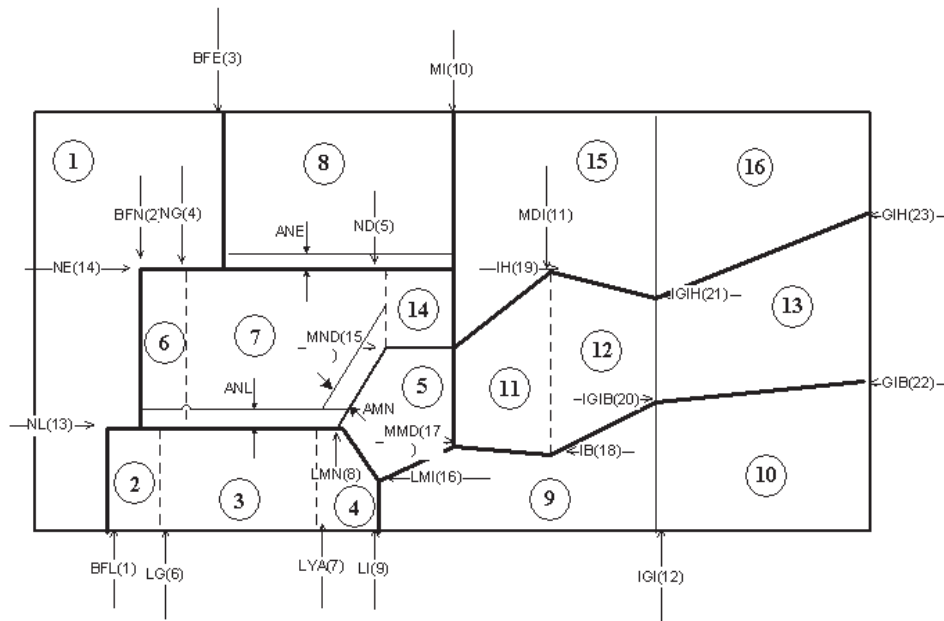 BFE(3)
MI(10)
1
8
15
16
BFN(2)
NG(4)
ND(5)
MDI(11)
GIH(23)
ANE
NE(14)
IH(19)
IGIH(21)
14
13
6
7
MND(15
)
12
5
11
ANL
AMN
IGIB(20)
GIB(22)
NL(13)
MMD(17
)
IB(18)
LMN(8)
LMI(16)
2
3
4
9
10
BFL(1)
LG(6)
LYA(7)
LI(9)
IGI(12)